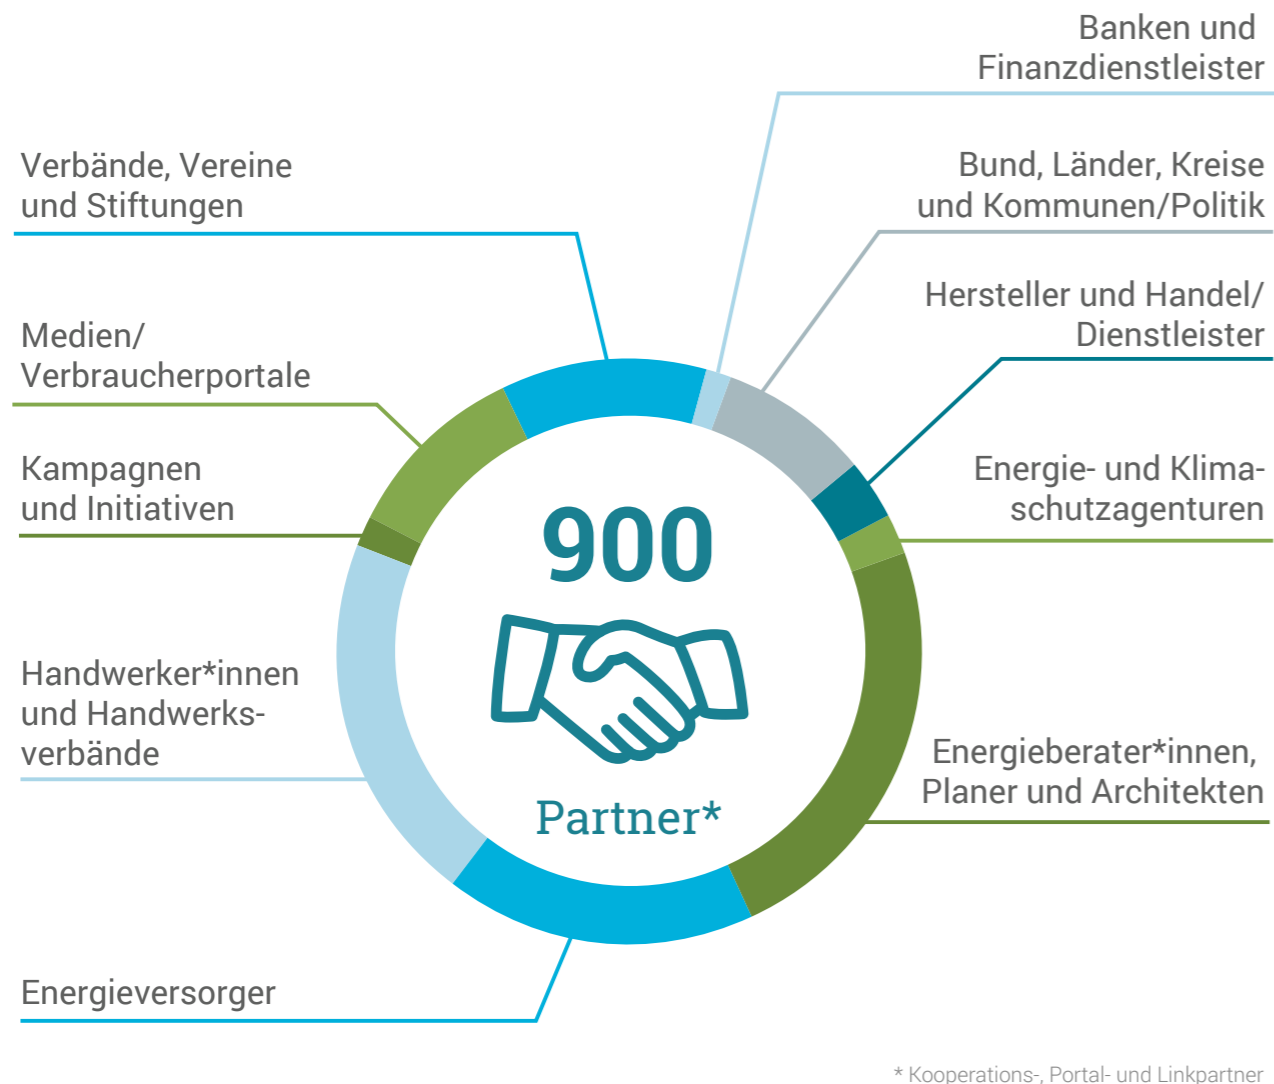 Banken und
Finanzdienstleister
Verbände, Vereine
und Stiftungen
Bund, Länder, Kreise
und Kommunen/Politik
Hersteller und Handel/
Dienstleister
Medien/
Verbraucherportale
Kampagnen
und Initiativen
Energie- und Klima-
schutzagenturen
900
Partner*
Handwerker*innen
und Handwerks-
verbände
Energieberater*innen,
Planer und Architekten
Energieversorger
* Kooperations-, Portal- und Linkpartner